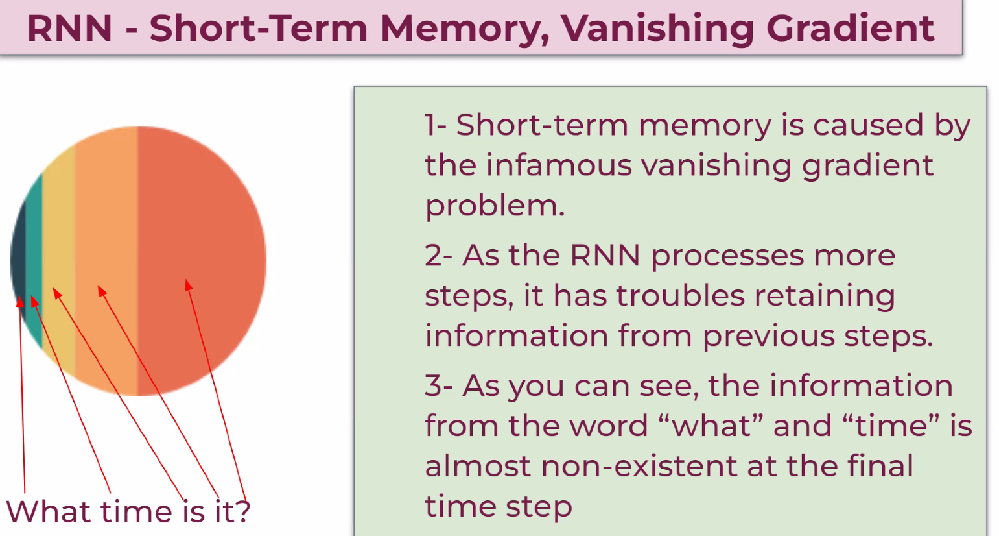 RNN - Short-Term Memory, Vanishing Gradient
1- Short-term memory is caused by
the infamous vanishing gradient
problem.
2- As the RNN processes more
steps, it has troubles retaining
information from previous steps.
3- As you can see, the information
from the word “what” and “time” is
almost non-existent at the final
time step
What time is it?